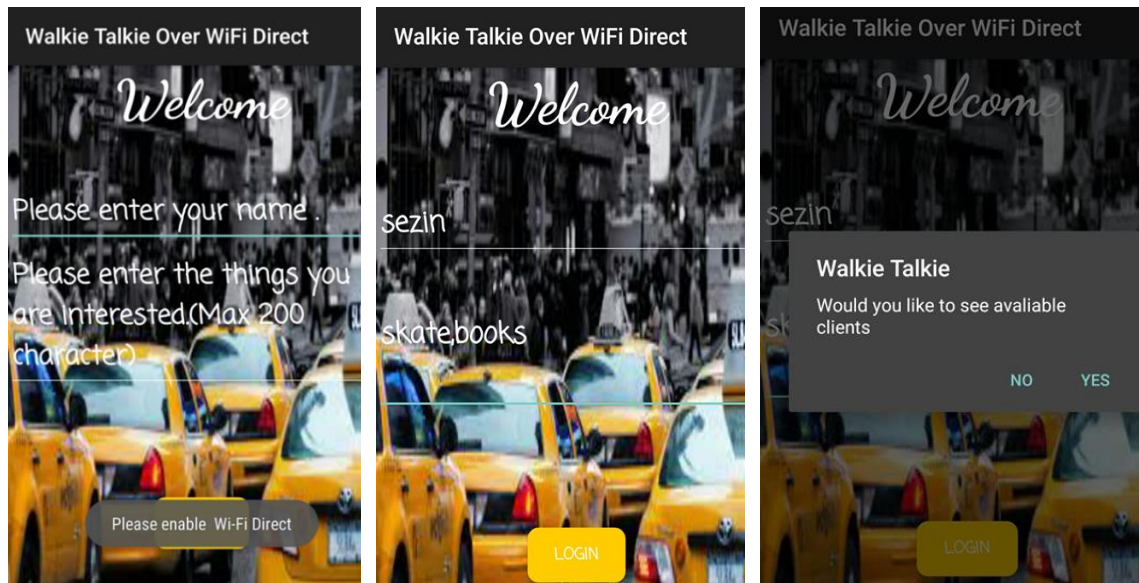 Walkie Talkie Over WiFi Direct
Welcome
Please enter your name .
Please enter the things you
are interested.(Max 200
character)
Please enable Wi-Fi Direct
Walkie Talkie Over WiFi Direct
Welcome
sezin
skate,books
LOGIN
Walkie Talkie Over WiFi Direct
Welcome
sezin
sk
Walkie Talkie
Would you like to see avaliable
clients
NO YES
LOGIN